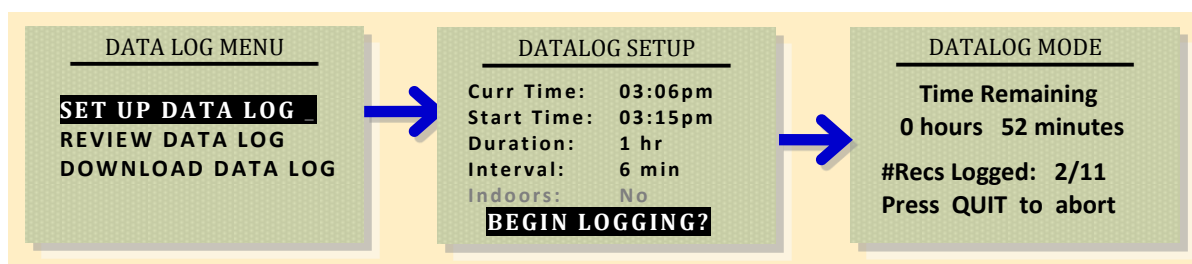 DATA LOG MENU
SET UP DATA LOG _
REVIEW DATA LOG
DOWNLOAD DATA LOG
DATALOG SETUP
Curr Time: 03:06pm
Start Time: 03:15pm
Duration: 1 hr
Interval: 6 min
Indoors: No
BEGIN LOGGING?
DATALOG MODE
Time Remaining
0 hours 52 minutes
#Recs Logged: 2/11
Press QUIT to abort